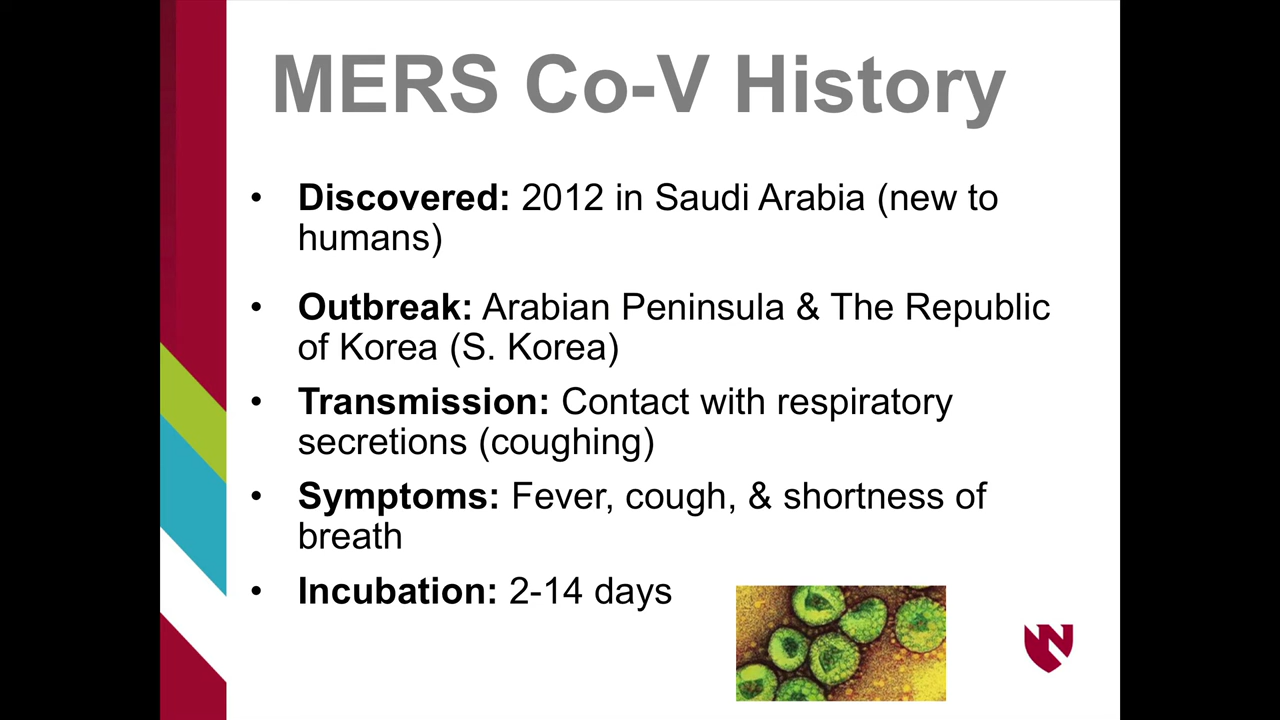 MERS Co-V History
• Discovered: 2012 in Saudi Arabia (new to
humans)
• Outbreak: Arabian Peninsula & The Republic
of Korea (S. Korea)
• Transmission: Contact with respiratory
secretions (coughing)
• Symptoms: Fever, cough, & shortness of
breath
• Incubation: 2-14 days